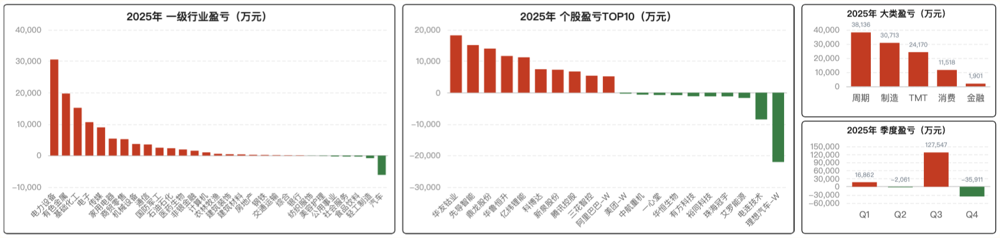 2025年 一级行业盈亏（万元）
40,000
30,000
20,000
10,000
0
−10,000
电力设备
有色金属
基础化工
电子
传媒
家用电器
商贸零售
机械设备
通信
国防军工
石油石化
医药生物
非银金融
计算机
农林牧渔
建筑装饰
建筑材料
房地产
钢铁
交通运输
综合
银行
纺织服饰
美容护理
公用事业
社会服务
食品饮料
轻工制造
汽车
2025年 个股盈亏TOP10（万元）
20,000
10,000
0
−10,000
−20,000
−30,000
华友钴业
先导智能
鼎龙股份
华鲁恒升
亿纬锂能
科博达
新泉股份
腾讯控股
三花智控
阿里巴巴−W
美团−W
中航重机
一心堂
华恒生物
有方科技
裕同科技
珠海冠宇
艾罗能源
电连技术
理想汽车−W
2025年 大类盈亏（万元）
40,000
30,000
20,000
10,000
0
38,136
30,713
24,170
11,518
1,901
周期 制造 TMT 消费 金融
2025年 季度盈亏（万元）
150,000
120,000
90,000
60,000
30,000
0
−30,000
−60,000
16,862
−2,061
127,547
−35,911
Q1 Q2 Q3 Q4